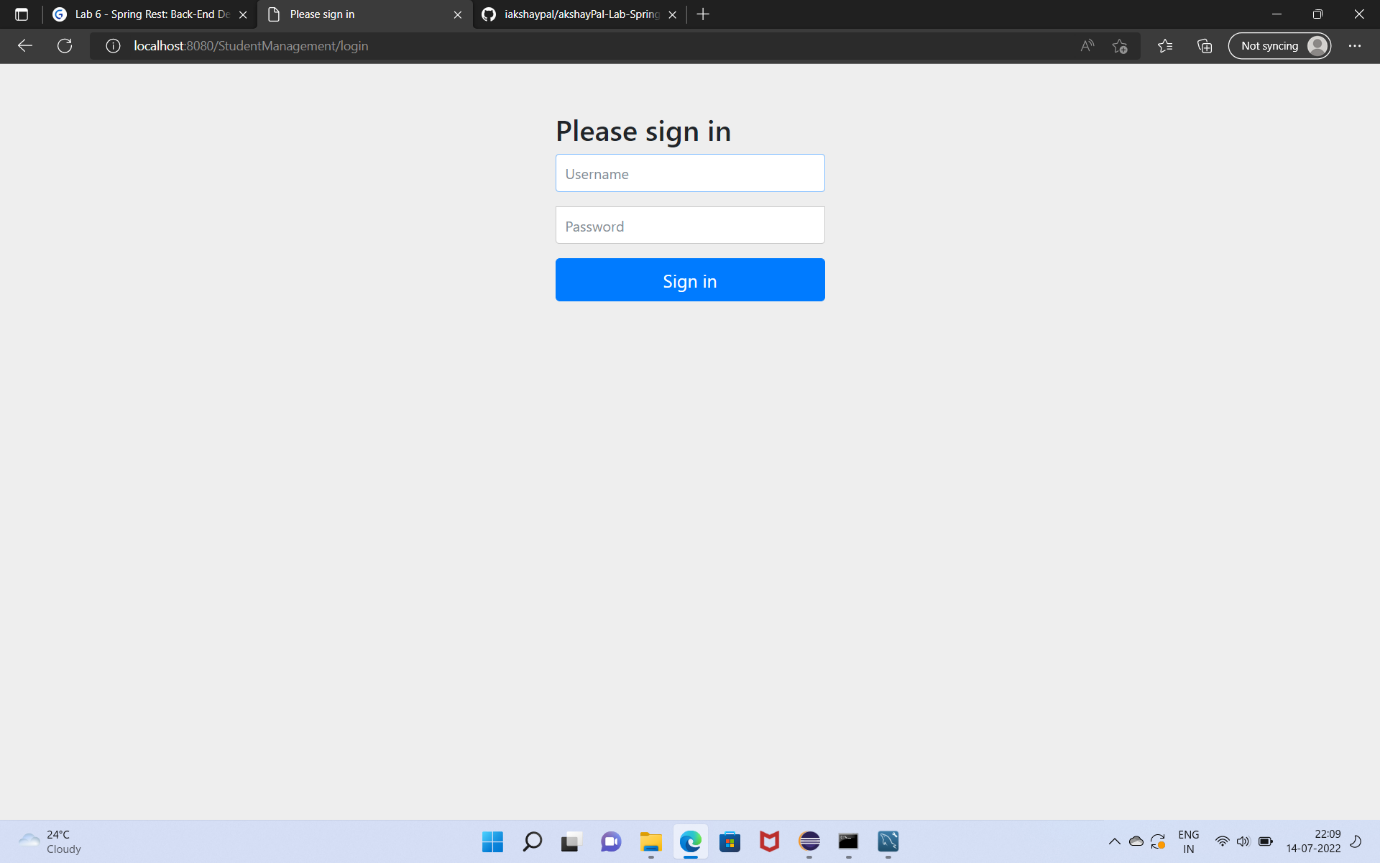 Lab 6 - Spring Rest: Back-End De
Please sign in
iakshaypal/akshayPal-Lab-Spring
localhost:8080/StudentManagement/login
Not syncing
Please sign in
Username
Password
Sign in
24°C
Cloudy
ENG
IN
22:09
14-07-2022